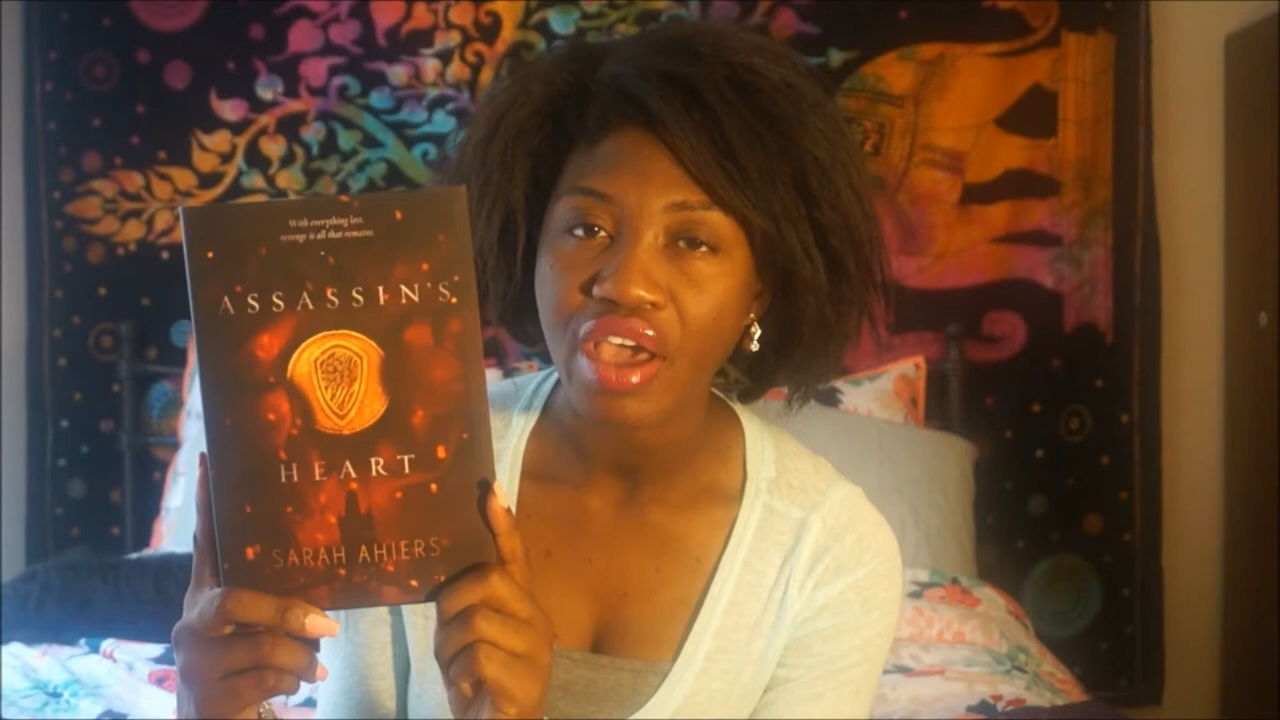 With everything lost,
revenge is all that remains.
ASSASSIN'S
HEART
SARAH AHIERS